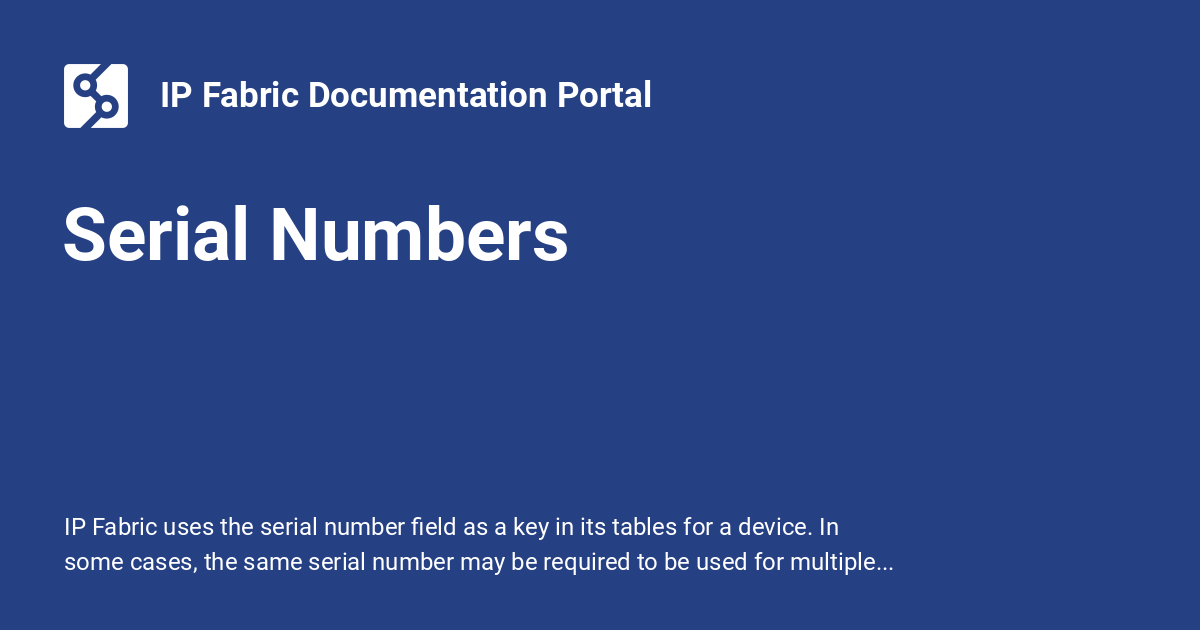 IP Fabric Documentation Portal
Serial Numbers
IP Fabric uses the serial number field as a key in its tables for a device. In
some cases, the same serial number may be required to be used for multiple...